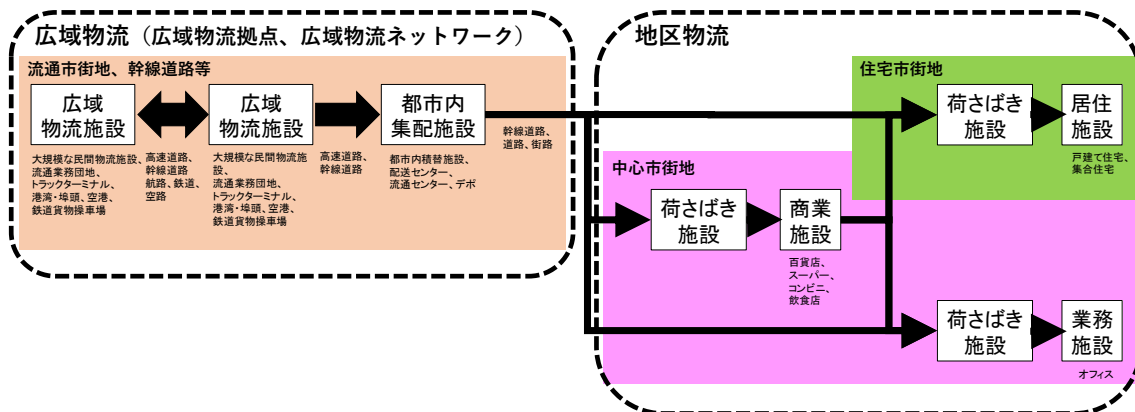 広域物流（広域物流拠点、広域物流ネットワーク）
流通市街地、幹線道路等
広域
物流施設
大規模な民間物流施設、
流通業務団地、
トラックターミナル、
港湾・埠頭、空港、
鉄道貨物操車場
高速道路、
幹線道路
航路、鉄道、
空路
広域
物流施設
大規模な民間物流施
設、
流通業務団地、
トラックターミナル、
港湾・埠頭、空港、
鉄道貨物操車場
高速道路、
幹線道路
都市内
集配施設
都市内積替施設、
配送センター、
流通センター、デポ
幹線道路、
道路、街路
地区物流
住宅市街地
荷さばき
施設
居住
施設
戸建て住宅、
集合住宅
中心市街地
荷さばき
施設
商業
施設
百貨店、
スーパー、
コンビニ、
飲食店
荷さばき
施設
業務
施設
オフィス